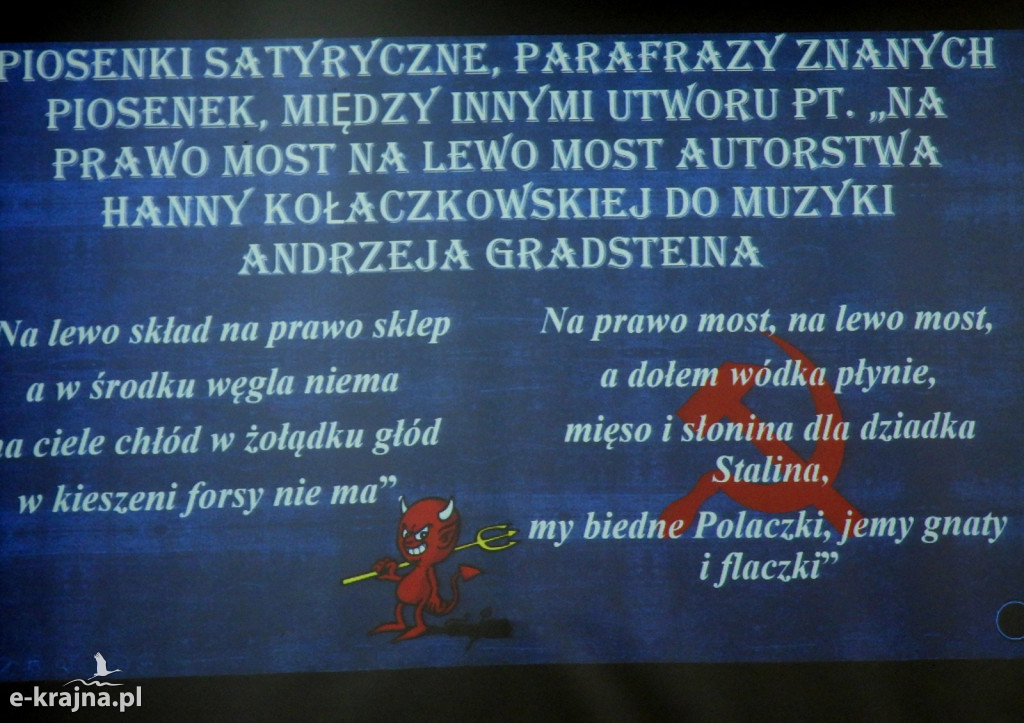 PIOSENKI SATYRYCZNE, PARAFRAZY ZNANYCH
PIOSENEK, MIĘDZY INNYMI UTWORU PT. „NA
PRAWO MOST NA LEWO MOST AUTORSTWA
HANNY KOŁACZKOWSKIEJ DO MUZYKI
ANDRZEJA GRADSTEINA
Na lewo skład na prawo sklep
a w środku węgla niema
na ciele chłód w żołądku głód
w kieszeni forsy nie ma”
Na prawo most, na lewo most,
a dołem wódka płynie,
mięso i słonina dla dziadka
Stalina,
my biedne Polaczki, jemy gnaty
i flaczki”
e-krajna.pl